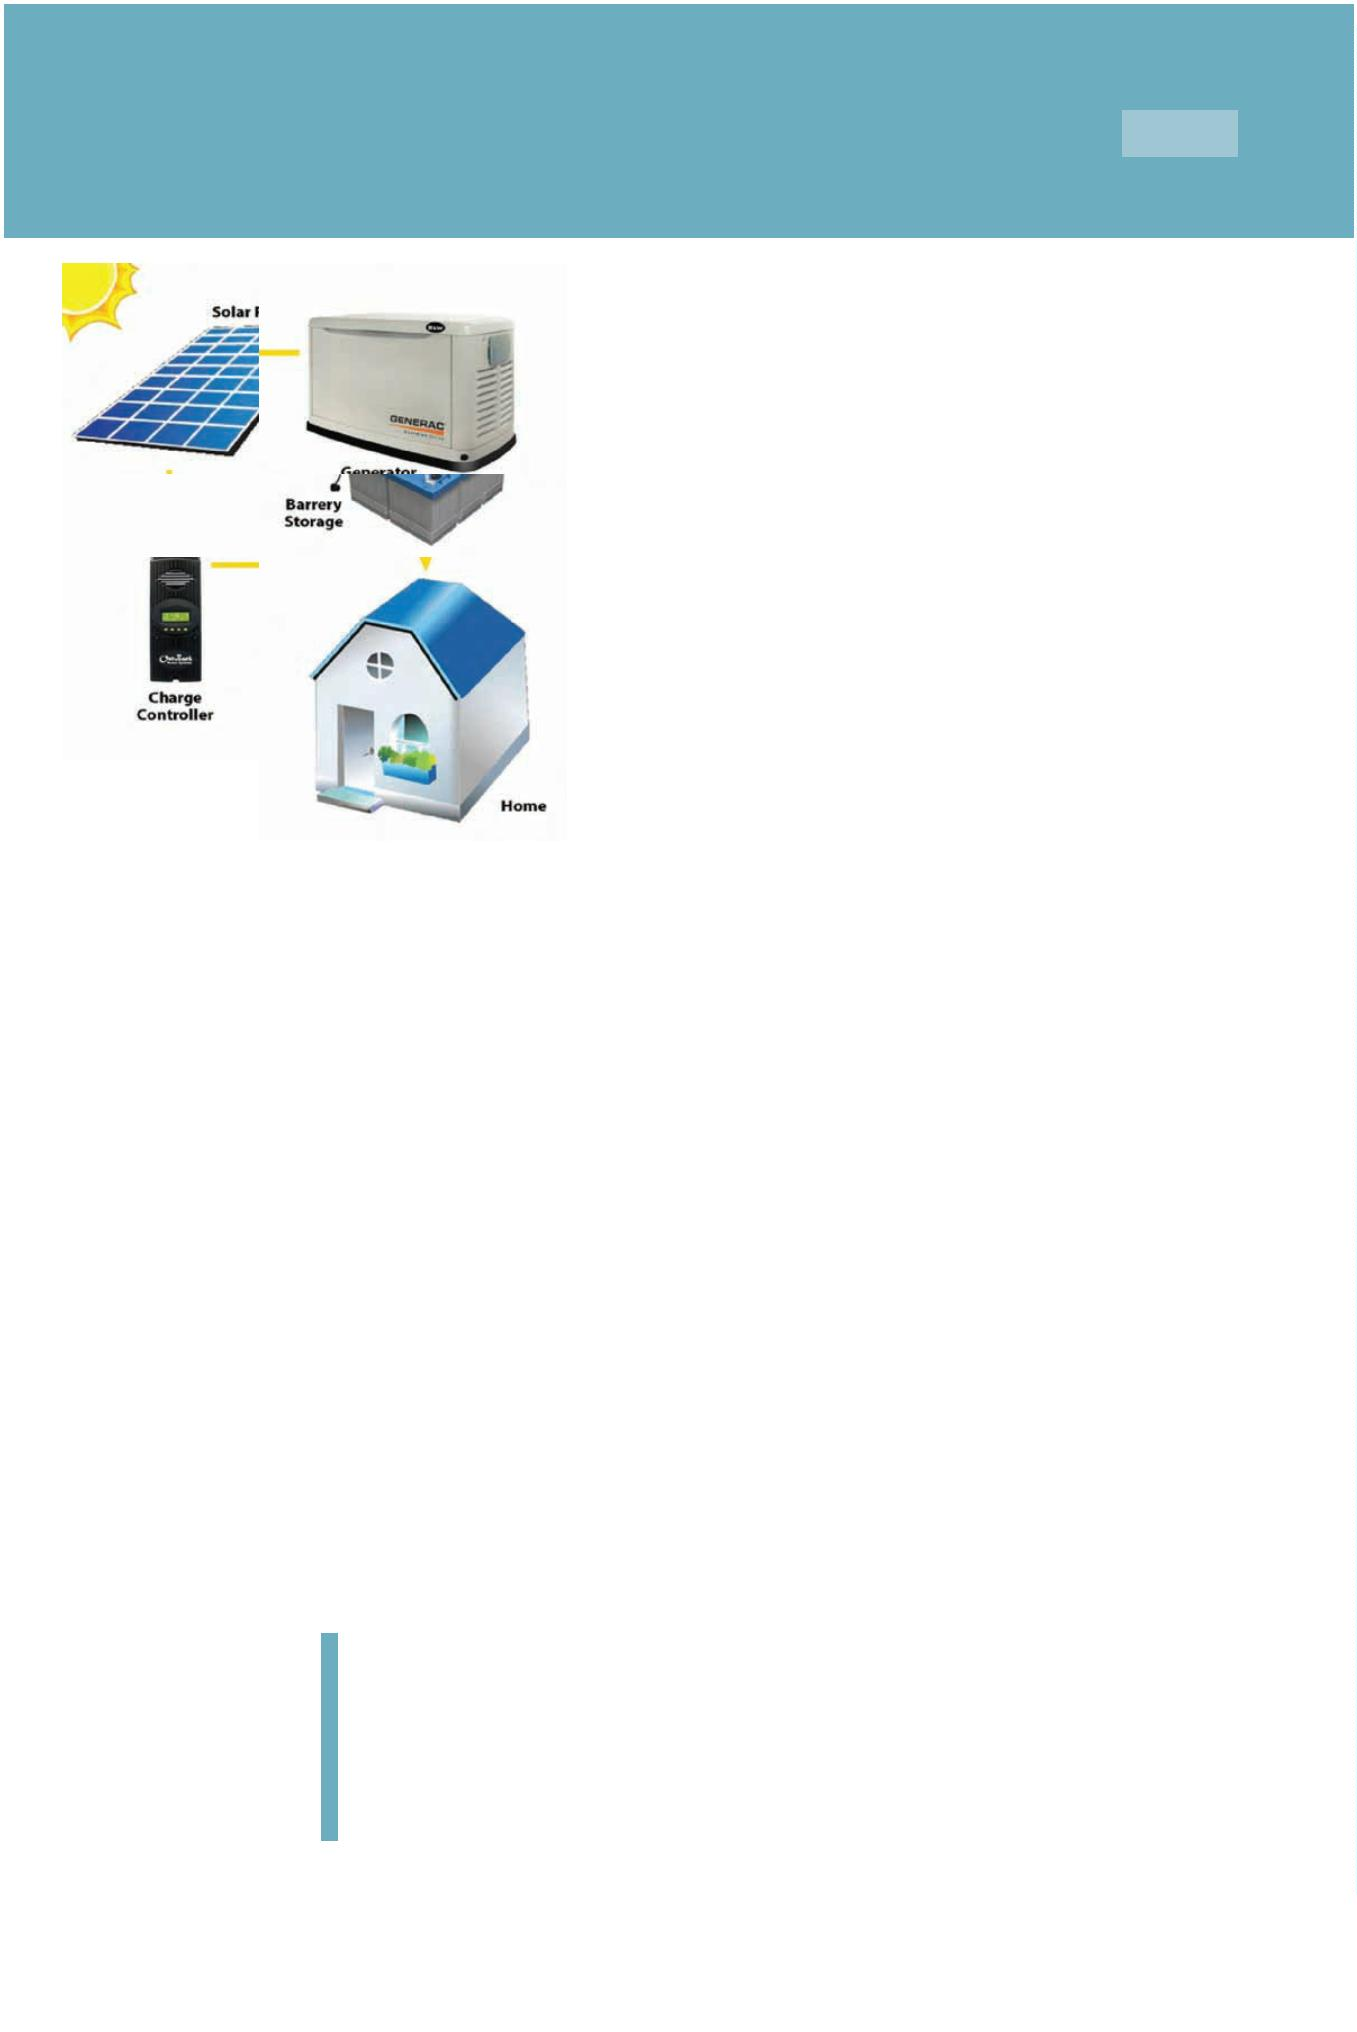 Solar P
GENERAC
Generator
Barrery
Storage
Charge
Controller
Home